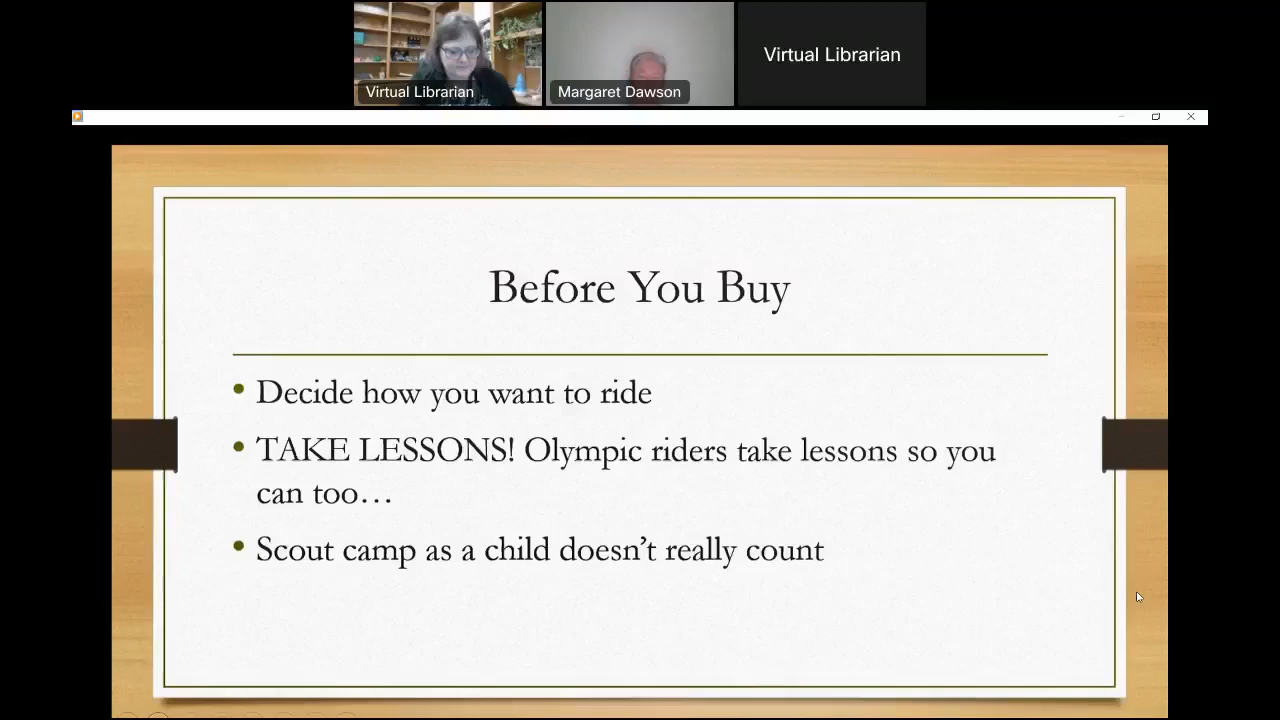 Virtual Librarian
Margaret Dawson
Virtual Librarian
Before You Buy
• Decide how you want to ride
• TAKE LESSONS! Olympic riders take lessons so you
can too…
• Scout camp as a child doesn't really count